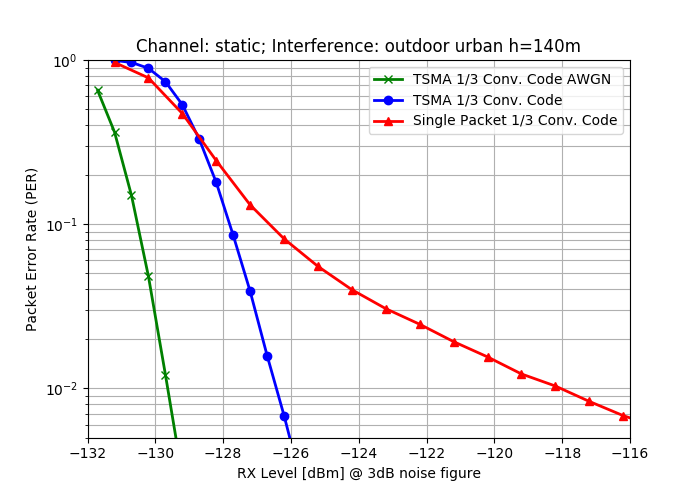 Channel: static; Interference: outdoor urban h=140m
TSMA 1/3 Conv. Code AWGN
TSMA 1/3 Conv. Code
Single Packet 1/3 Conv. Code
Packet Error Rate (PER)
10⁰
10⁻¹
10⁻²
−132 −130 −128 −126 −124 −122 −120 −118 −116
RX Level [dBm] @ 3dB noise figure